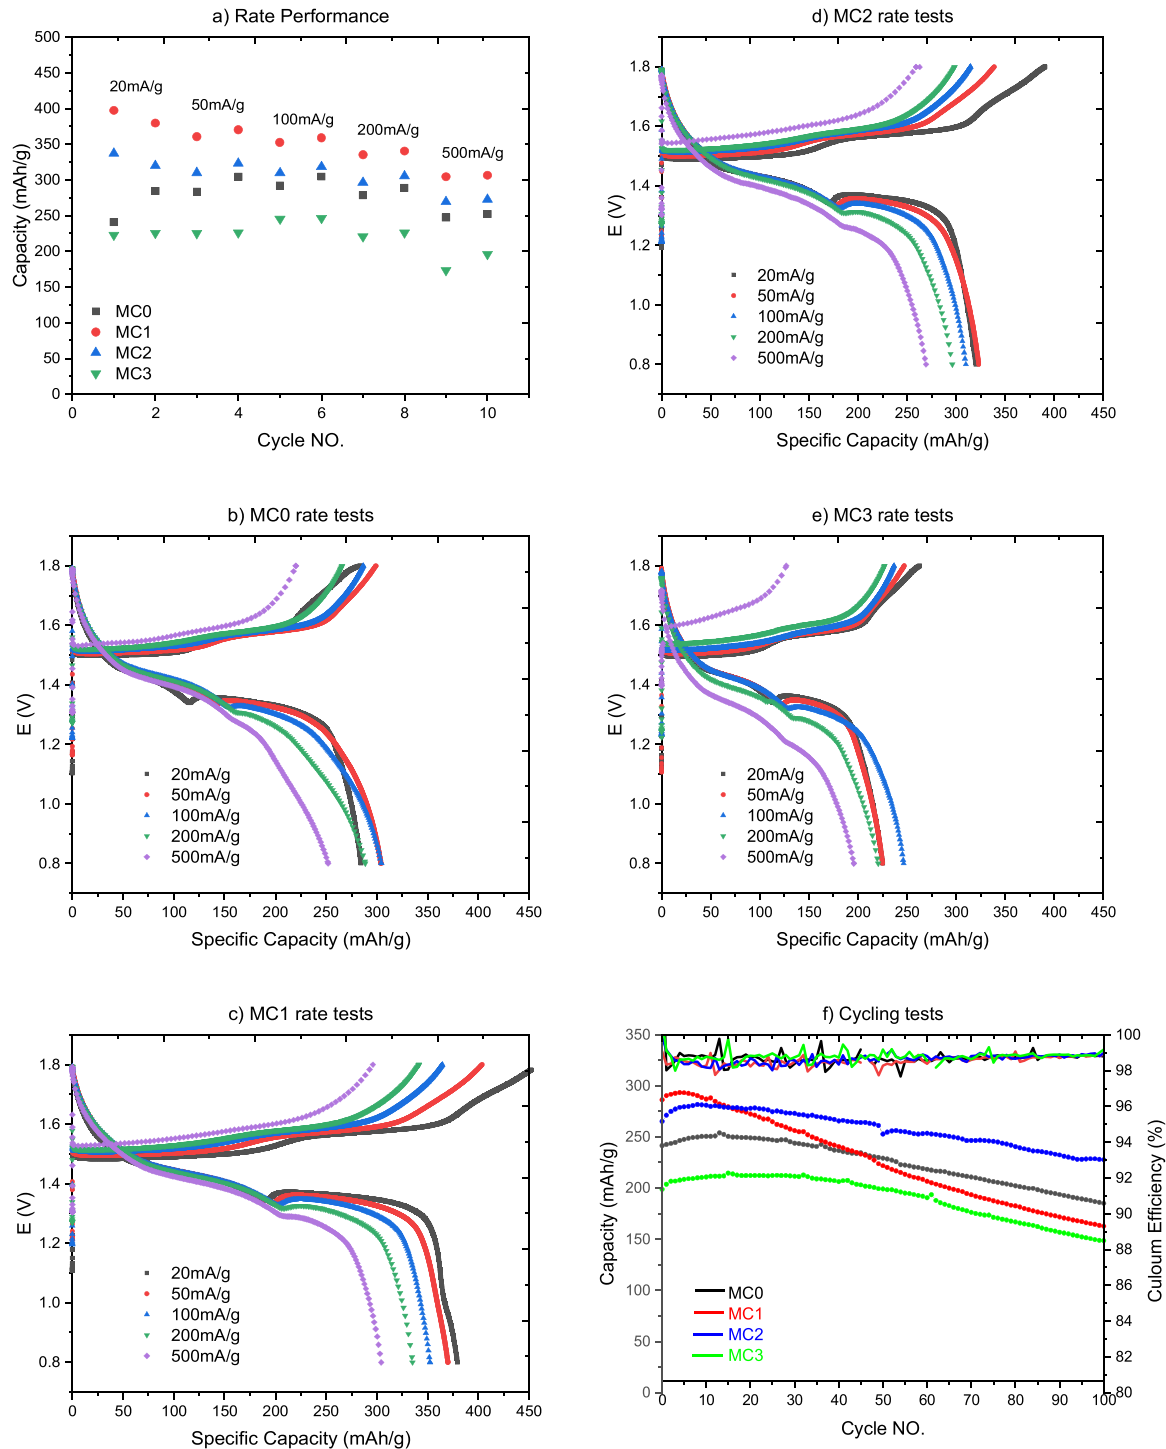 a) Rate Performance
500
450
400
350
300
250
200
150
100
50
0
Capacity (mAh/g)
20mA/g
50mA/g
100mA/g
200mA/g
500mA/g
MC0
MC1
MC2
MC3
0 2 4 6 8 10
Cycle NO.
d) MC2 rate tests
1.8
1.6
1.4
1.2
1.0
0.8
E (V)
20mA/g
50mA/g
100mA/g
200mA/g
500mA/g
0 50 100 150 200 250 300 350 400 450
Specific Capacity (mAh/g)
b) MC0 rate tests
1.8
1.6
1.4
1.2
1.0
0.8
E (V)
20mA/g
50mA/g
100mA/g
200mA/g
500mA/g
0 50 100 150 200 250 300 350 400 450
Specific Capacity (mAh/g)
e) MC3 rate tests
1.8
1.6
1.4
1.2
1.0
0.8
E (V)
20mA/g
50mA/g
100mA/g
200mA/g
500mA/g
0 50 100 150 200 250 300 350 400 450
Specific Capacity (mAh/g)
c) MC1 rate tests
1.8
1.6
1.4
1.2
1.0
0.8
E (V)
20mA/g
50mA/g
100mA/g
200mA/g
500mA/g
0 50 100 150 200 250 300 350 400 450
Specific Capacity (mAh/g)
f) Cycling tests
350
300
250
200
150
100
50
0
Capacity (mAh/g)
MC0
MC1
MC2
MC3
100
98
96
94
92
90
88
86
84
82
80
Culoum Efficiency (%)
0 10 20 30 40 50 60 70 80 90 100
Cycle NO.